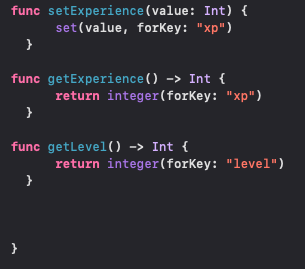 func setExperience(value: Int) {
set(value, forKey: "xp")
}
func getExperience() -> Int {
return integer(forKey: "xp")
}
func getLevel() -> Int {
return integer(forKey: "level")
}
}